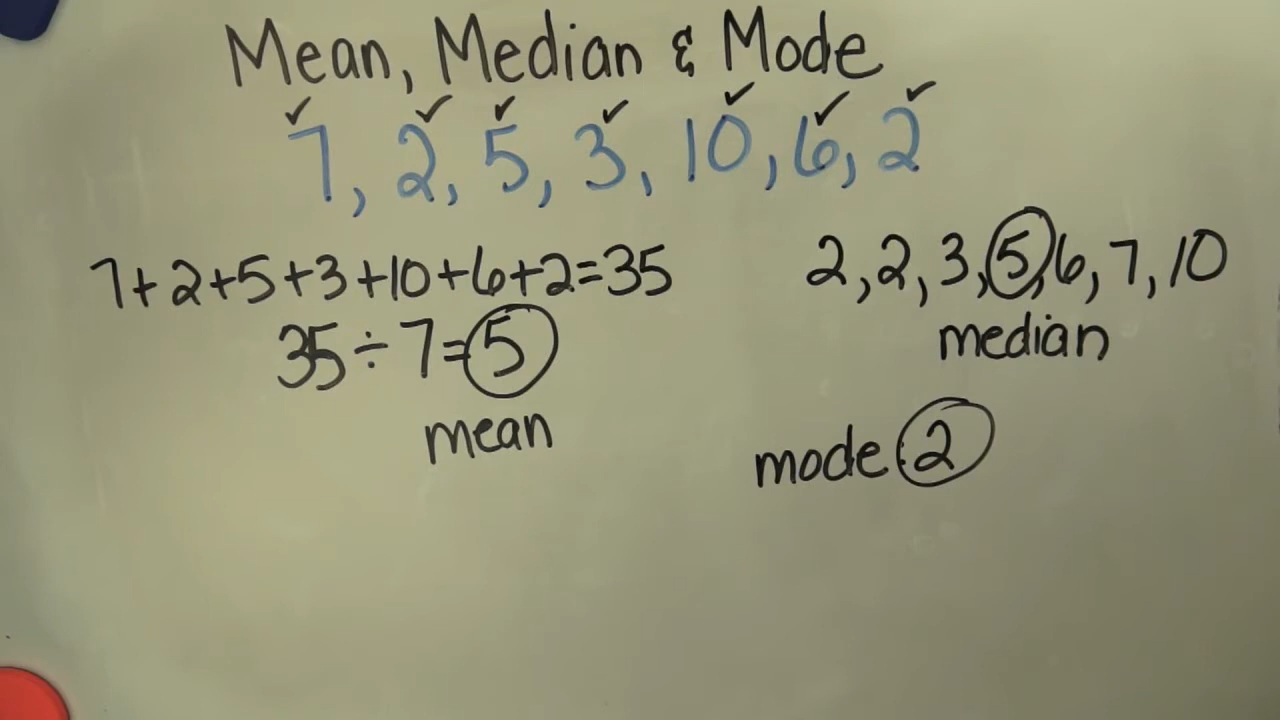 Mean, Median & Mode
7, 2, 5, 3, 10, 6, 2
7+2+5+3+10+6+2=35
35÷7=5
mean
2, 2, 3, 5, 6, 7, 10
median
mode 2